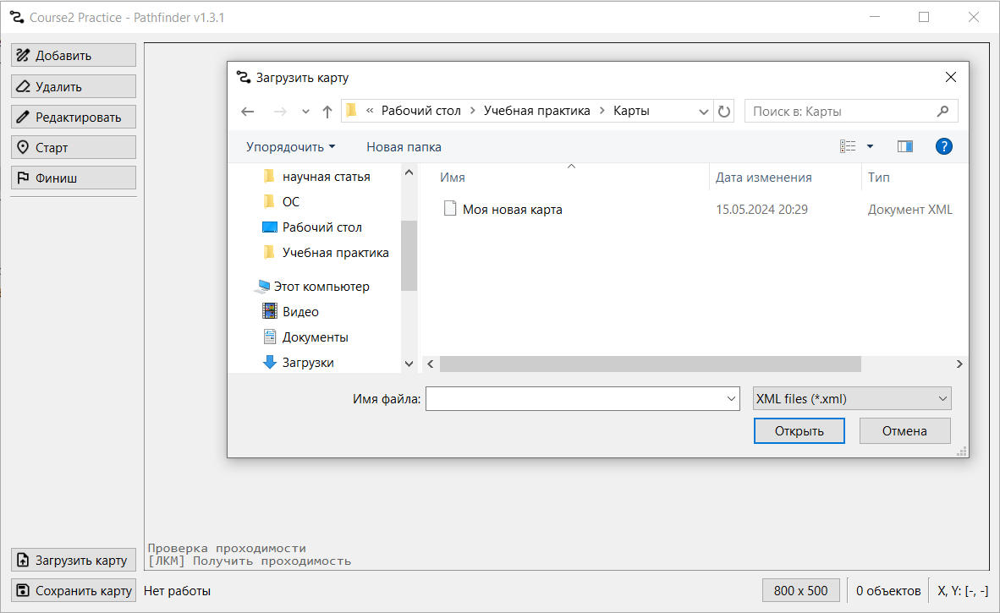 Course2 Practice - Pathfinder v1.3.1
Добавить
Удалить
Редактировать
Старт
Финиш
Загрузить карту
« Рабочий стол > Учебная практика > Карты
Поиск в: Карты
Упорядочить
Новая папка
?
научная статья
ОС
Рабочий стол
Учебная практика
Этот компьютер
Видео
Документы
Загрузки
Имя Дата изменения Тип
Моя новая карта 15.05.2024 20:29 Документ XML
Имя файла:
XML files (*.xml)
Открыть
Отмена
Проверка проходимости
[ЛКМ] Получить проходимость
Загрузить карту
Сохранить карту
Нет работы
800 x 500
0 объектов
X, Y: [-, -]